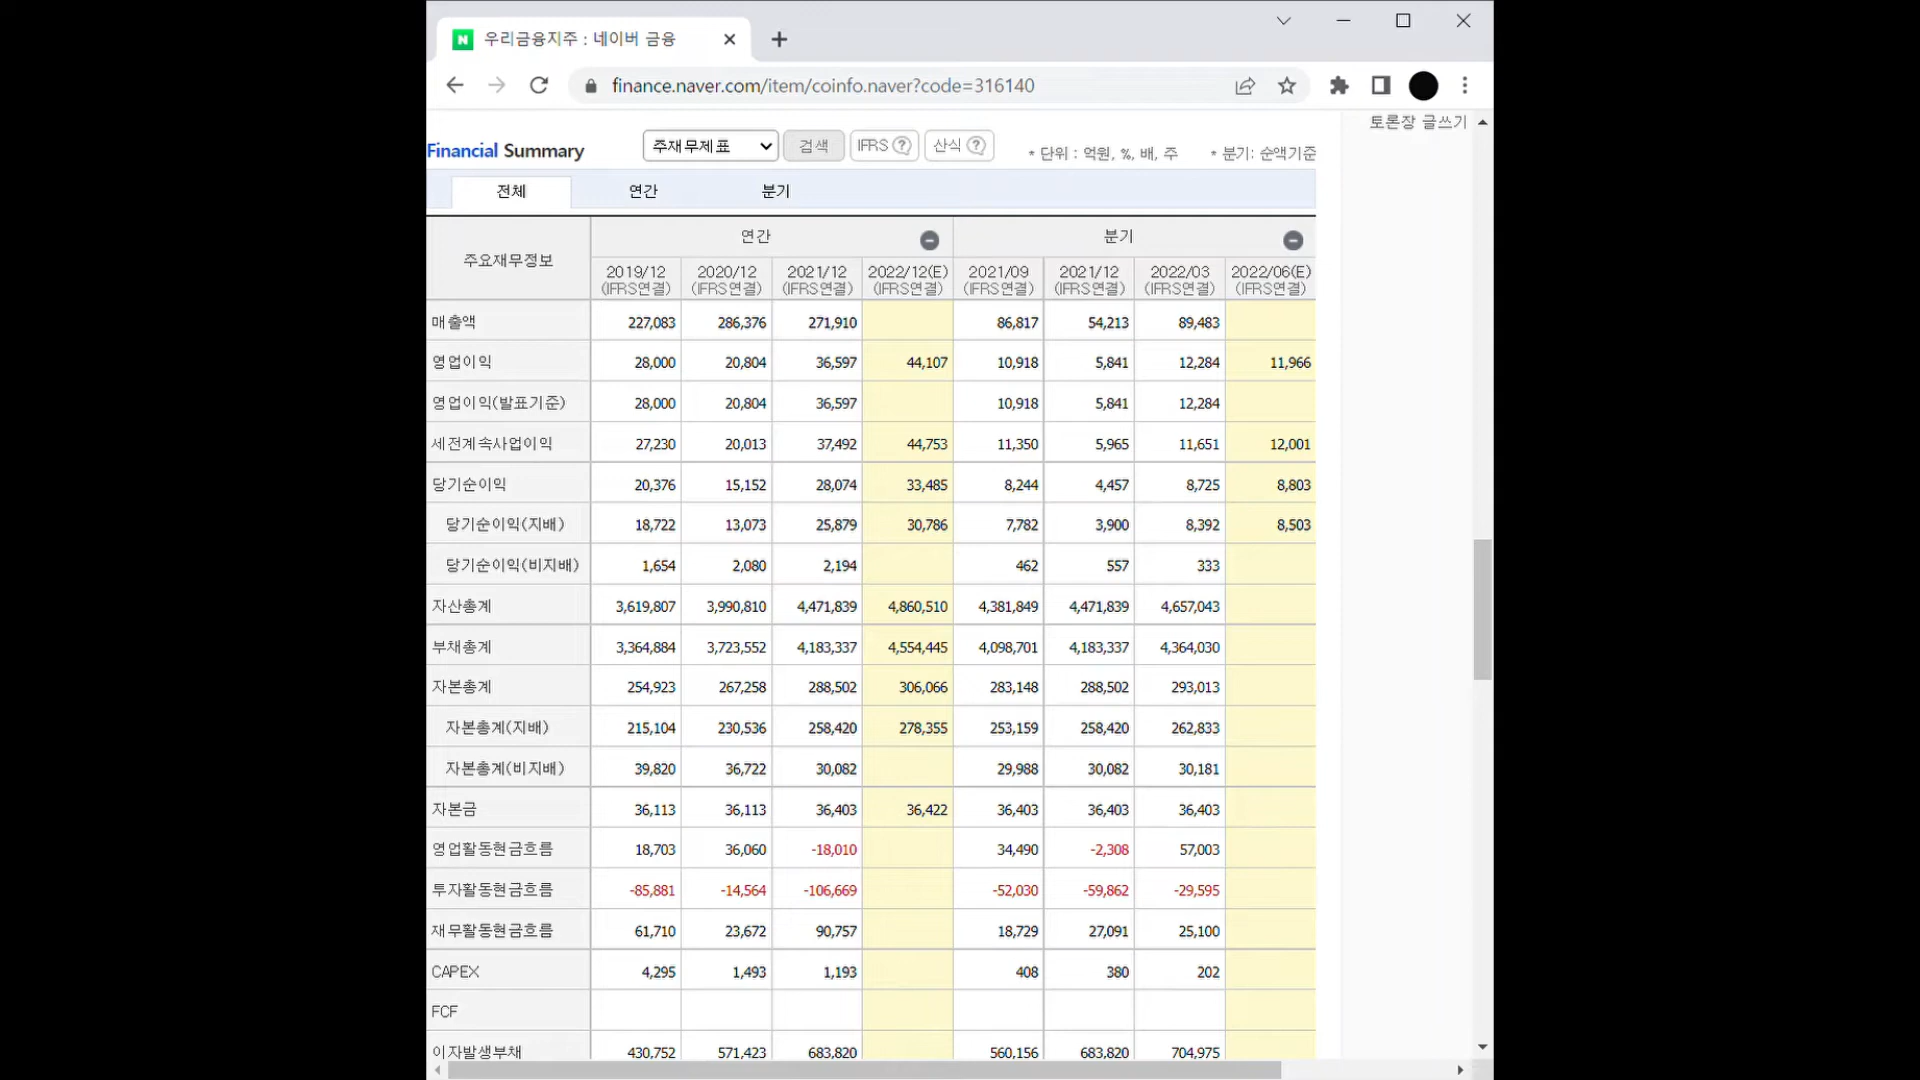 우리금융지주 : 네이버 금융
finance.naver.com/item/coinfo.naver?code=316140
토론장 글쓰기
Financial Summary 주재무제표 검색 IFRS ? 산식 ? * 단위 : 억원, %, 배, 주 * 분기: 순액기준
전체 연간 분기
주요재무정보 연간 분기
2019/12 2020/12 2021/12 2022/12(E) 2021/09 2021/12 2022/03 2022/06(E)
(IFRS연결) (IFRS연결) (IFRS연결) (IFRS연결) (IFRS연결) (IFRS연결) (IFRS연결) (IFRS연결)
매출액 227,083 286,376 271,910 86,817 54,213 89,483
영업이익 28,000 20,804 36,597 44,107 10,918 5,841 12,284 11,966
영업이익(발표기준) 28,000 20,804 36,597 10,918 5,841 12,284
세전계속사업이익 27,230 20,013 37,492 44,753 11,350 5,965 11,651 12,001
당기순이익 20,376 15,152 28,074 33,485 8,244 4,457 8,725 8,803
당기순이익(지배) 18,722 13,073 25,879 30,786 7,782 3,900 8,392 8,503
당기순이익(비지배) 1,654 2,080 2,194 462 557 333
자산총계 3,619,807 3,990,810 4,471,839 4,860,510 4,381,849 4,471,839 4,657,043
부채총계 3,364,884 3,723,552 4,183,337 4,554,445 4,098,701 4,183,337 4,364,030
자본총계 254,923 267,258 288,502 306,066 283,148 288,502 293,013
자본총계(지배) 215,104 230,536 258,420 278,355 253,159 258,420 262,833
자본총계(비지배) 39,820 36,722 30,082 29,988 30,082 30,181
자본금 36,113 36,113 36,403 36,422 36,403 36,403 36,403
영업활동현금흐름 18,703 36,060 -18,010 34,490 -2,308 57,003
투자활동현금흐름 -85,881 -14,564 -106,669 -52,030 -59,862 -29,595
재무활동현금흐름 61,710 23,672 90,757 18,729 27,091 25,100
CAPEX 4,295 1,493 1,193 408 380 202
FCF
이자발생부채 430,752 571,423 683,820 560,156 683,820 704,975